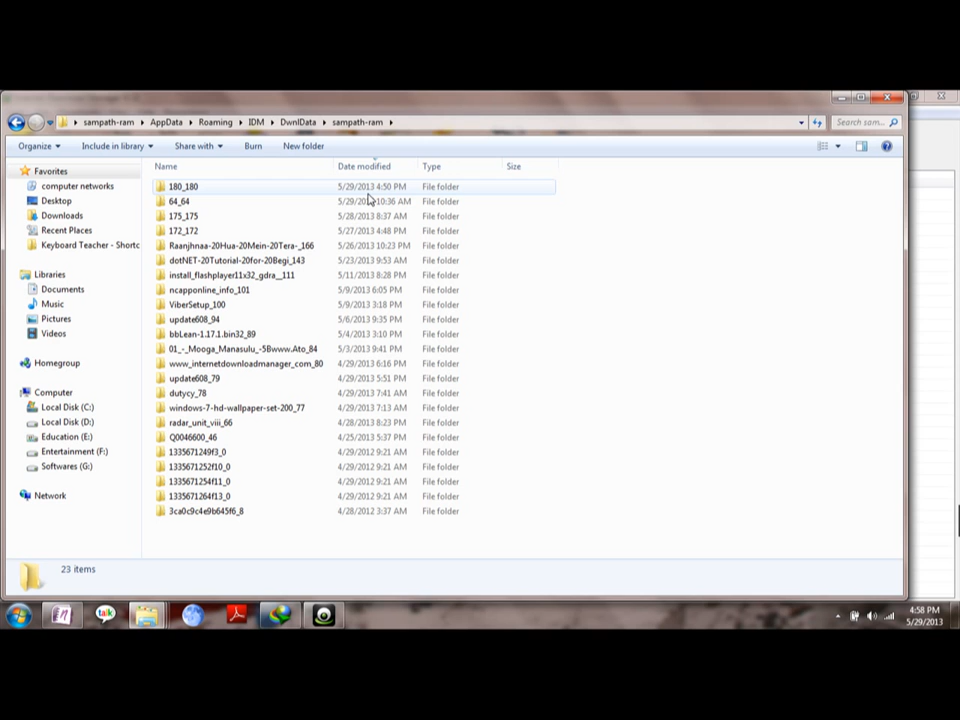 sampath-ram AppData Roaming IDM DwnlData sampath-ram
Search sam...
Organize Include in library Share with Burn New folder
Name Date modified Type Size
Favorites
computer networks
Desktop
Downloads
Recent Places
Keyboard Teacher - Shortc
Libraries
Documents
Music
Pictures
Videos
Homegroup
Computer
Local Disk (C:)
Local Disk (D:)
Education (E:)
Entertainment (F:)
Softwares (G:)
Network
180_180 5/29/2013 4:50 PM File folder
64_64 5/29/ 10:36 AM File folder
175_175 5/28/2013 8:37 AM File folder
172_172 5/27/2013 4:48 PM File folder
Raanjhnaa-20Hua-20Mein-20Tera-_166 5/26/2013 10:23 PM File folder
dotNET-20Tutorial-20for-20Begi_143 5/23/2013 9:53 AM File folder
install_flashplayer11x32_gdra__111 5/11/2013 8:28 PM File folder
ncapponline_info_101 5/9/2013 6:05 PM File folder
ViberSetup_100 5/9/2013 3:18 PM File folder
update608_94 5/6/2013 9:35 PM File folder
bbLean-1.17.1.bin32_89 5/4/2013 3:10 PM File folder
01_-_Mooga_Manasulu_-5Bwww.Ato_84 5/3/2013 9:41 PM File folder
www_internetdownloadmanager_com_80 4/29/2013 6:16 PM File folder
update608_79 4/29/2013 5:51 PM File folder
dutycy_78 4/29/2013 7:41 AM File folder
windows-7-hd-wallpaper-set-200_77 4/29/2013 7:13 AM File folder
radar_unit_viii_66 4/28/2013 8:23 PM File folder
Q0046600_46 4/25/2013 5:37 PM File folder
1335671249f3_0 4/29/2012 9:21 AM File folder
1335671252f10_0 4/29/2012 9:21 AM File folder
1335671254f11_0 4/29/2012 9:21 AM File folder
1335671264f13_0 4/29/2012 9:21 AM File folder
3ca0c9c4e9b645f6_8 4/28/2012 3:37 AM File folder
23 items
talk
4:58 PM
5/29/2013